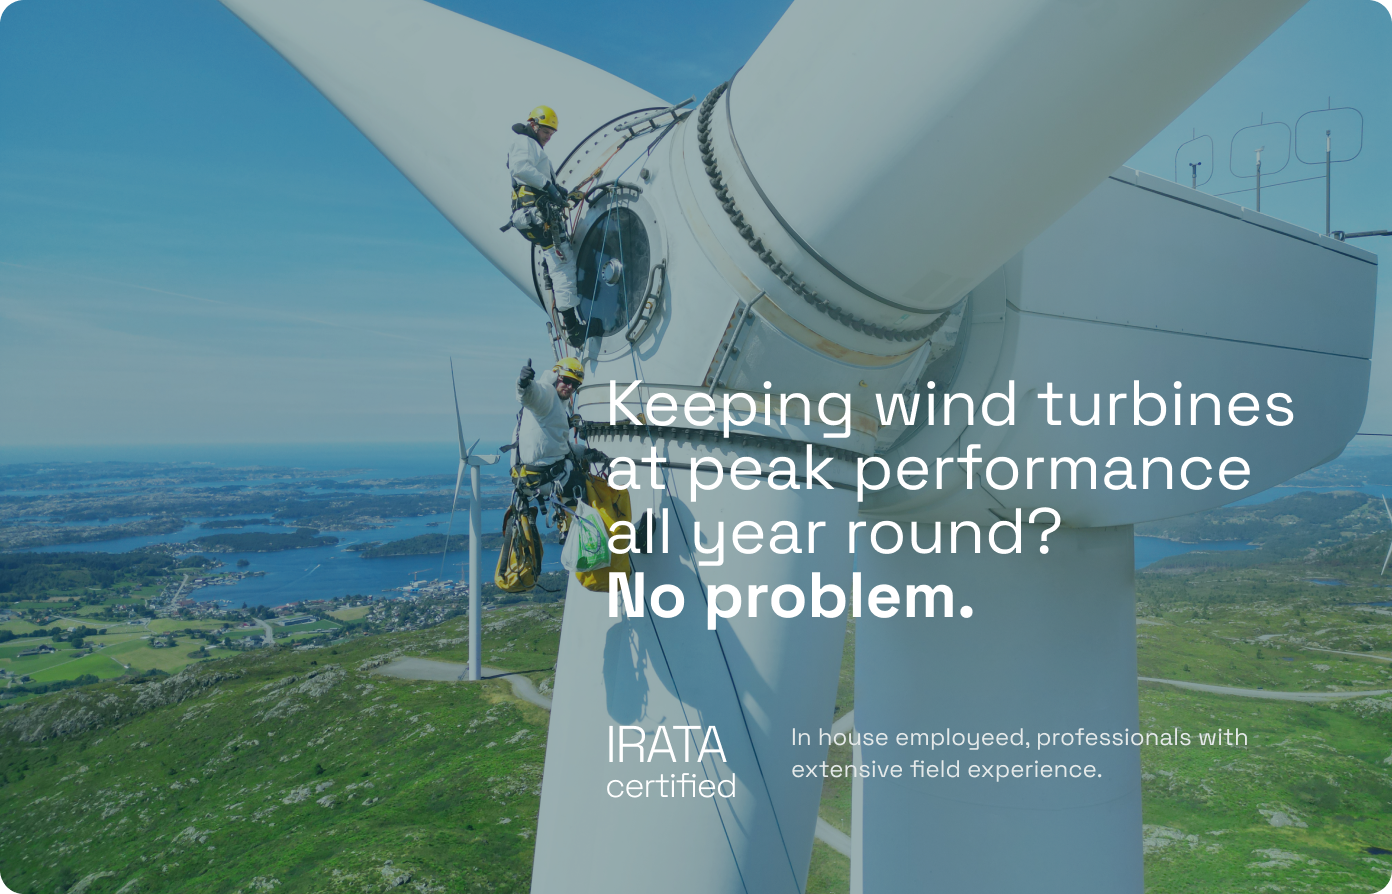 Keeping wind turbines
at peak performance
all year round?
No problem.
IRATA
certified
In house employeed, professionals with
extensive field experience.